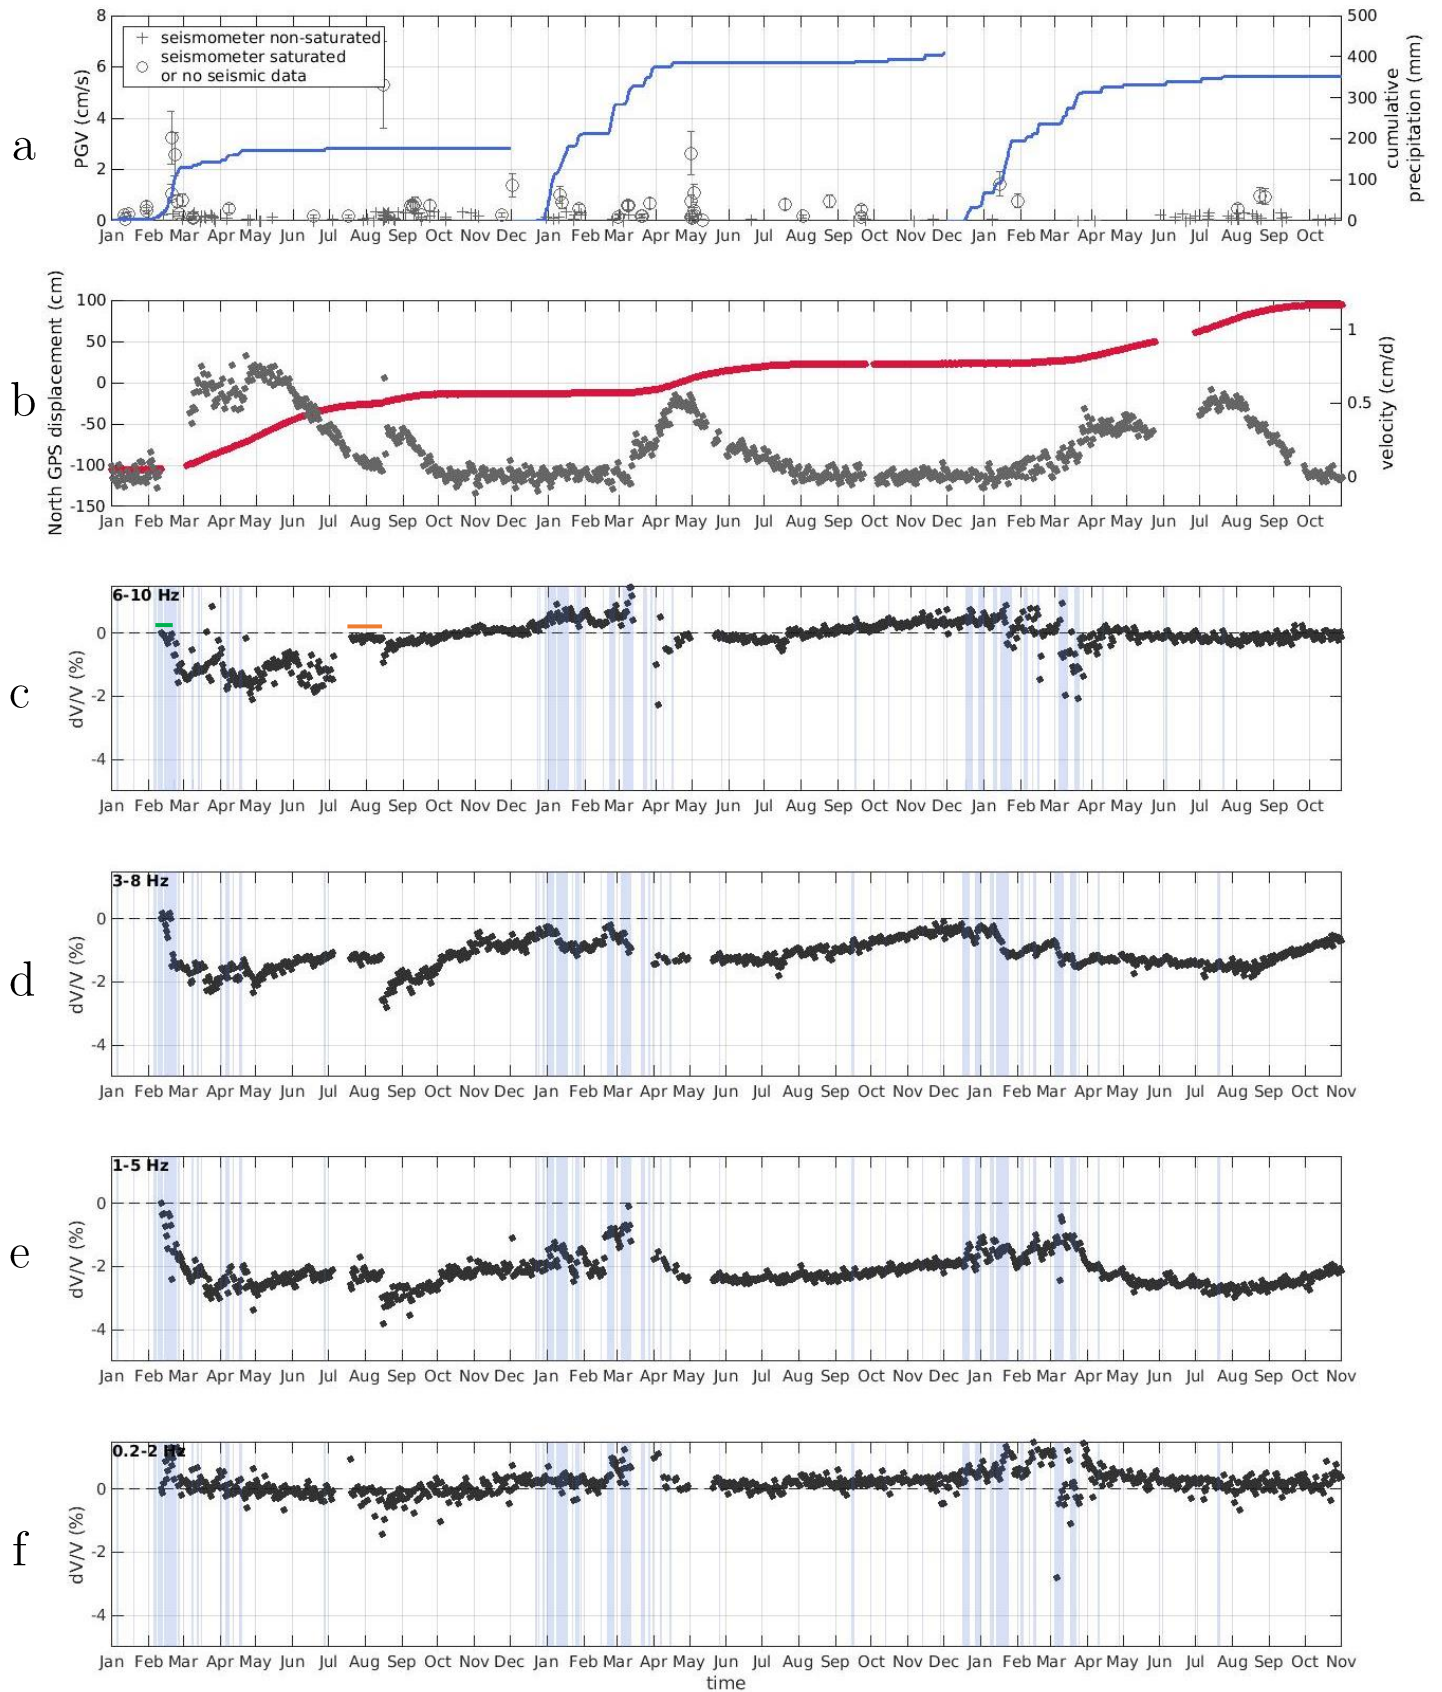 a
8
6
4
2
0
PGV (cm/s)
seismometer non-saturated
seismometer saturated
or no seismic data
500
400
300
200
100
0
cumulative
precipitation (mm)
Jan Feb Mar Apr May Jun Jul Aug Sep Oct Nov Dec Jan Feb Mar Apr May Jun Jul Aug Sep Oct Nov Dec Jan Feb Mar Apr May Jun Jul Aug Sep Oct
b
100
50
0
-50
-100
-150
North GPS displacement (cm)
1
0.5
0
velocity (cm/d)
Jan Feb Mar Apr May Jun Jul Aug Sep Oct Nov Dec Jan Feb Mar Apr May Jun Jul Aug Sep Oct Nov Dec Jan Feb Mar Apr May Jun Jul Aug Sep Oct
c
6-10 Hz
0
-2
-4
dV/V (%)
Jan Feb Mar Apr May Jun Jul Aug Sep Oct Nov Dec Jan Feb Mar Apr May Jun Jul Aug Sep Oct Nov Dec Jan Feb Mar Apr May Jun Jul Aug Sep Oct
d
3-8 Hz
0
-2
-4
dV/V (%)
Jan Feb Mar Apr May Jun Jul Aug Sep Oct Nov Dec Jan Feb Mar Apr May Jun Jul Aug Sep Oct Nov Dec Jan Feb Mar Apr May Jun Jul Aug Sep Oct Nov
e
1-5 Hz
0
-2
-4
dV/V (%)
Jan Feb Mar Apr May Jun Jul Aug Sep Oct Nov Dec Jan Feb Mar Apr May Jun Jul Aug Sep Oct Nov Dec Jan Feb Mar Apr May Jun Jul Aug Sep Oct Nov
f
0.2-2 Hz
0
-2
-4
dV/V (%)
Jan Feb Mar Apr May Jun Jul Aug Sep Oct Nov Dec Jan Feb Mar Apr May Jun Jul Aug Sep Oct Nov Dec Jan Feb Mar Apr May Jun Jul Aug Sep Oct Nov
time